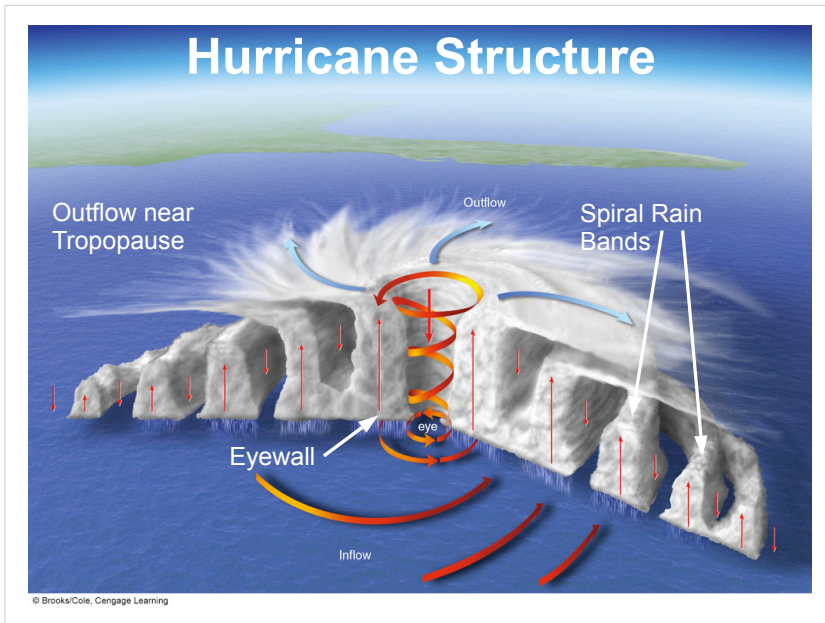 Hurricane Structure
Outflow near
Tropopause
Outflow
Spiral Rain
Bands
eye
Eyewall
Inflow
© Brooks/Cole, Cengage Learning